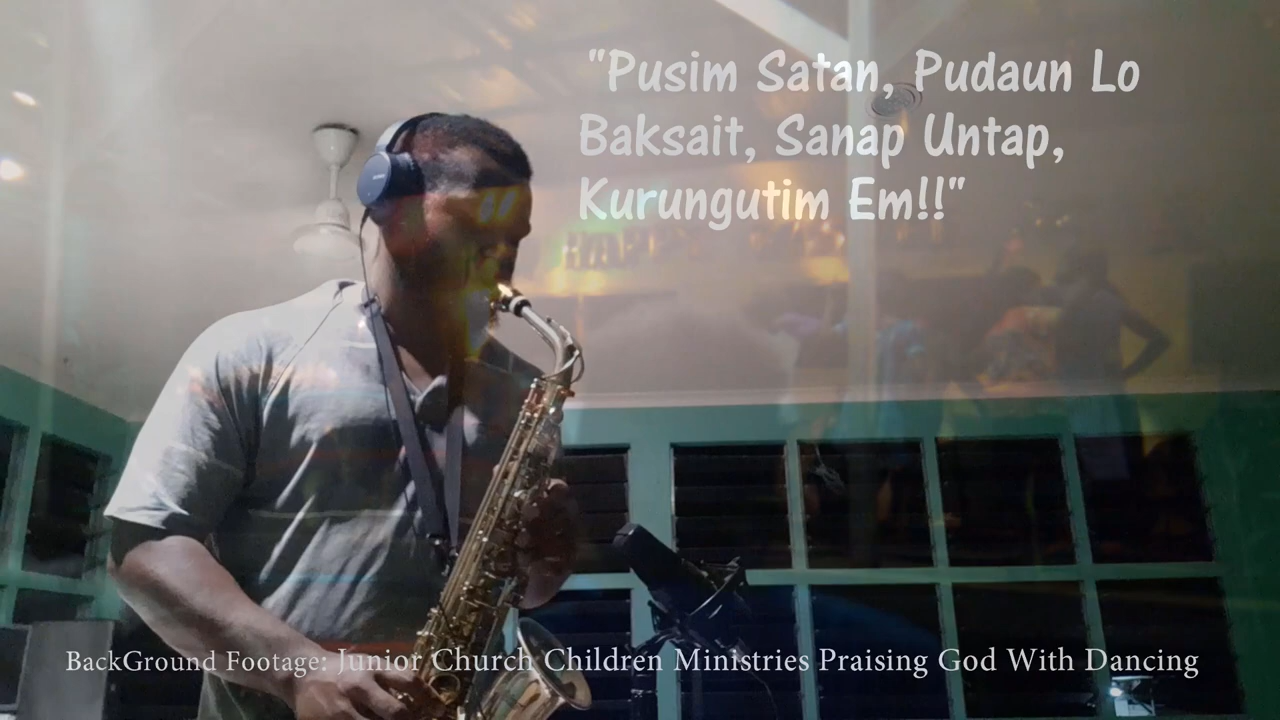 "Pusim Satan, Pudaun Lo
Baksait, Sanap Untap,
Kurungutim Em!!"
BackGround Footage: Junior Church Children Ministries Praising God With Dancing